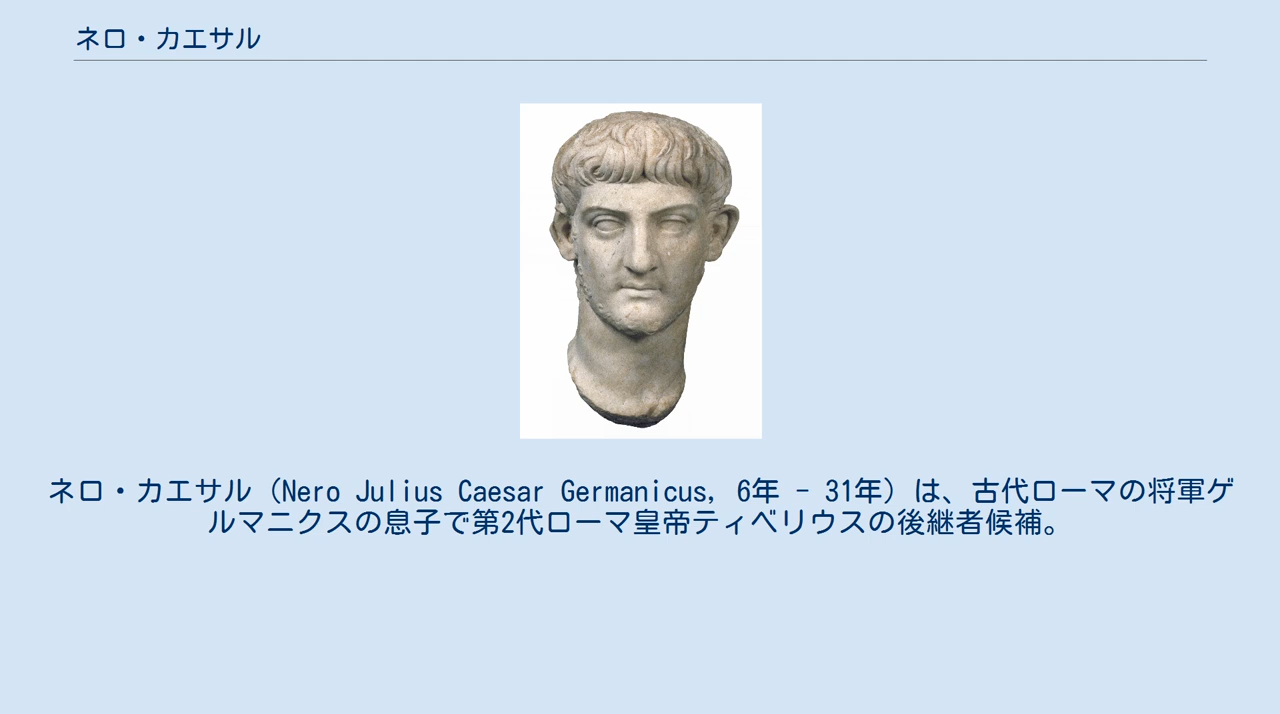 ネロ・カエサル
ネロ・カエサル（Nero Julius Caesar Germanicus, 6年 - 31年）は、古代ローマの将軍ゲ
ルマニクスの息子で第2代ローマ皇帝ティベリウスの後継者候補。